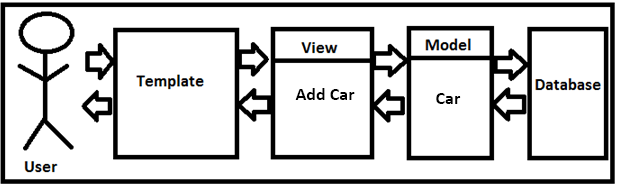 User
Template
View
Add Car
Model
Car
Database